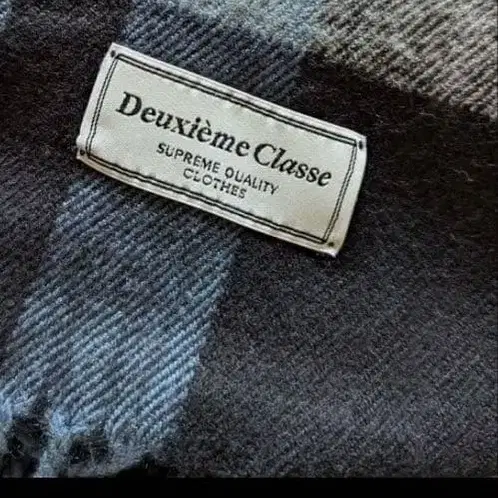 Deuxième Classe
SUPREME QUALITY
CLOTHES